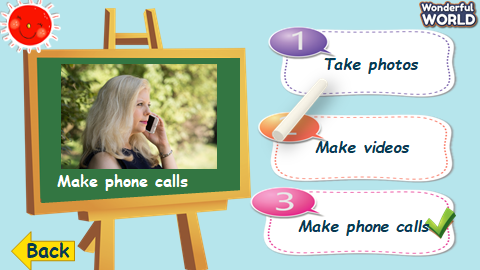 Wonderful
WORLD
1
Take photos
2
Make videos
Make phone calls
3
Make phone calls
Back